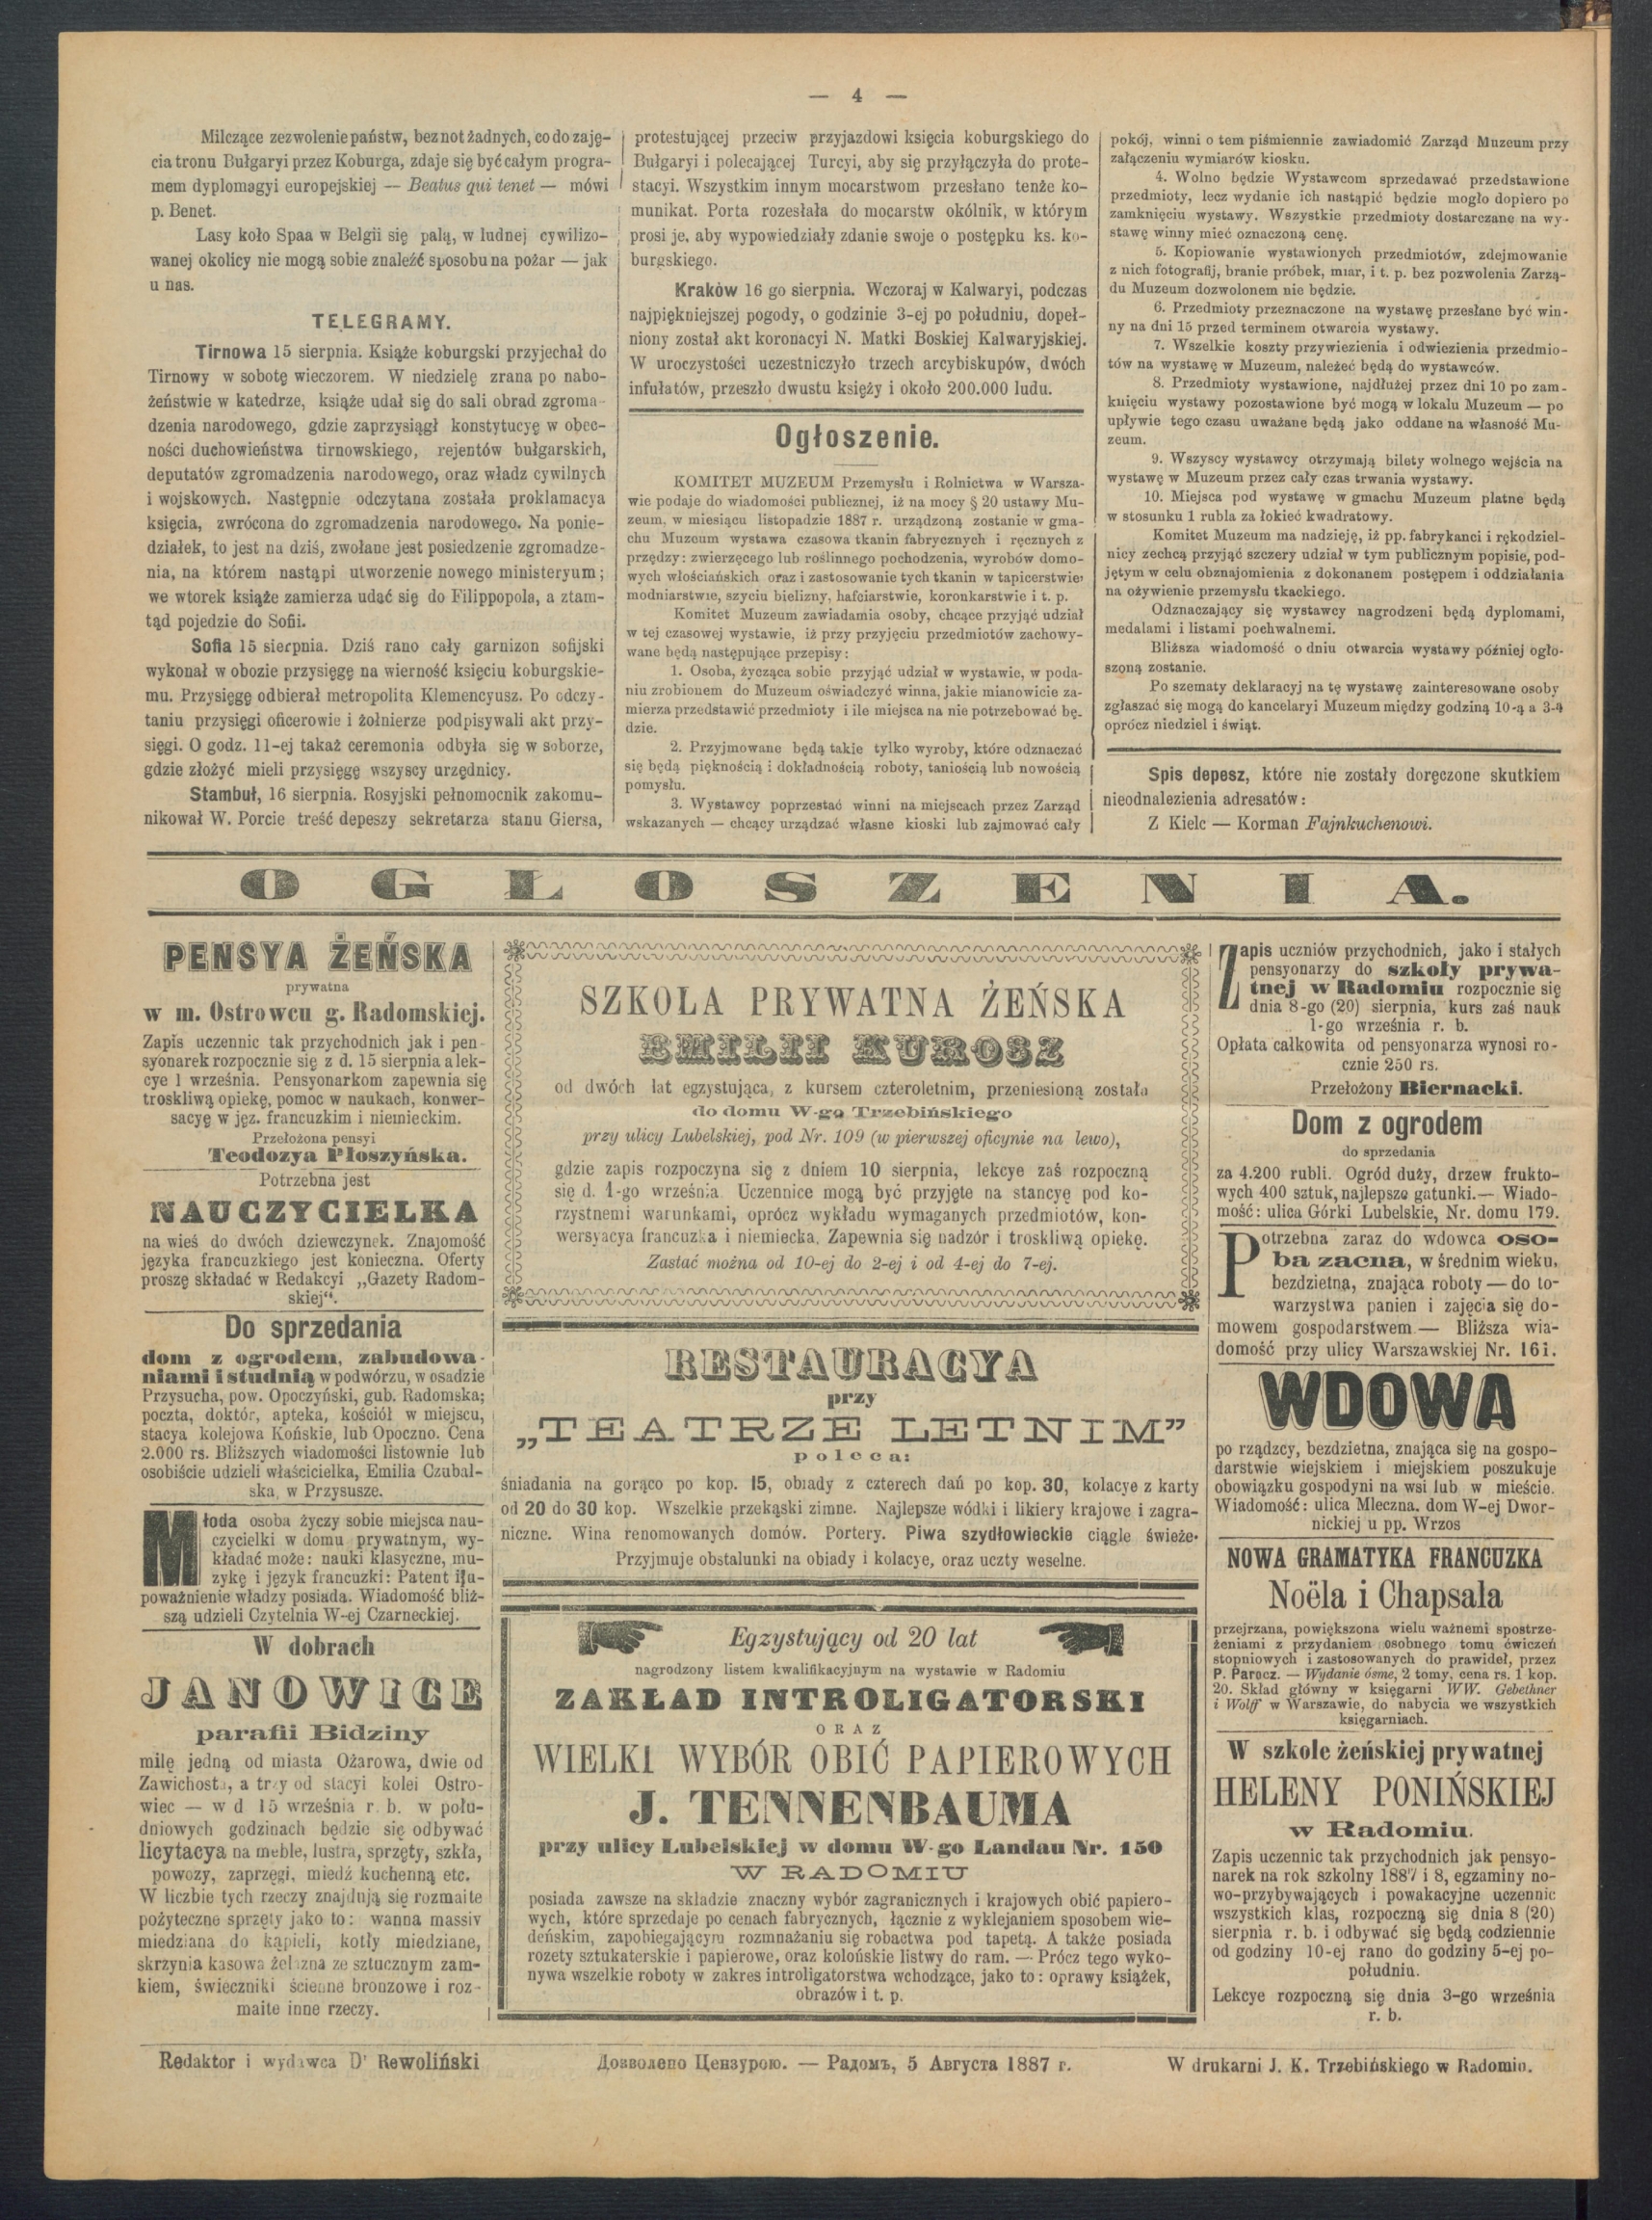 — 4 —
Milczące zezwolenie państw, bez not żadnych, co do zaję-
cia tronu Bułgaryi przez Koburga, zdaje się być całym progra-
mem dyplomagyi europejskiej — Beatus qui tenet — mówi
p. Benet.
Lasy koło Spaa w Belgii się palą, w ludnej cywilizo-
wanej okolicy nie mogą sobie znaleźć sposobu na pożar — jak
u nas.
TELEGRAMY.
Tirnowa 15 sierpnia. Książe koburgski przyjechał do
Tirnowy w sobotę wieczorem. W niedzielę zrana po nabo-
żeństwie w katedrze, książe udał się do sali obrad zgroma-
dzenia narodowego, gdzie zaprzysiągł konstytucyę w obec-
ności duchowieństwa tirnowskiego, rejentów bułgarskich,
deputatów zgromadzenia narodowego, oraz władz cywilnych
i wojskowych. Następnie odczytana została proklamacya
księcia, zwrócona do zgromadzenia narodowego. Na ponie-
działek, to jest na dziś, zwołane jest posiedzenie zgromadze-
nia, na którem nastąpi utworzenie nowego ministeryum;
we wtorek książe zamierza udać się do Filippopola, a ztam-
tąd pojedzie do Sofii.
Sofia 15 sierpnia. Dziś rano cały garnizon sofijski
wykonał w obozie przysięgę na wierność księciu koburgskie-
mu. Przysięgę odbierał metropolita Klemencyusz. Po odczy-
taniu przysięgi oficerowie i żołnierze podpisywali akt przy-
sięgi. O godz. 11-ej takaż ceremonia odbyła się w soborze,
gdzie złożyć mieli przysięgę wszyscy urzędnicy.
Stambuł, 16 sierpnia. Rosyjski pełnomocnik zakomu-
nikował W. Porcie treść depeszy sekretarza stanu Giersa,
protestującej przeciw przyjazdowi księcia koburgskiego do
Bułgaryi i polecającej Turcyi, aby się przyłączyła do prote-
stacyi. Wszystkim innym mocarstwom przesłano tenże ko-
munikat. Porta rozesłała do mocarstw okólnik, w którym
prosi je, aby wypowiedziały zdanie swoje o postępku ks. ko-
burgskiego.
Kraków 16 go sierpnia. Wczoraj w Kalwaryi, podczas
najpiękniejszej pogody, o godzinie 3-ej po południu, dopeł-
niony został akt koronacyi N. Matki Boskiej Kalwaryjskiej.
W uroczystości uczestniczyło trzech arcybiskupów, dwóch
infułatów, przeszło dwustu księży i około 200.000 ludu.
Ogłoszenie.
KOMITET MUZEUM Przemysłu i Rolnictwa w Warsza-
wie podaje do wiadomości publicznej, iż na mocy § 20 ustawy Mu-
zeum, w miesiącu listopadzie 1887 r. urządzoną zostanie w gma-
chu Muzeum wystawa czasowa tkanin fabrycznych i ręcznych z
przędzy: zwierzęcego lub roślinnego pochodzenia, wyrobów domo-
wych włościańskich oraz i zastosowanie tych tkanin w tapicerstwie,
modniarstwie, szyciu bielizny, hafciarstwie, koronkarstwie i t. p.
Komitet Muzeum zawiadamia osoby, chcące przyjąć udział
w tej czasowej wystawie, iż przy przyjęciu przedmiotów zachowy-
wane będą następujące przepisy:
1. Osoba, życząca sobie przyjąć udział w wystawie, w poda-
niu zrobionem do Muzeum oświadczyć winna, jakie mianowicie za-
mierza przedstawić przedmioty i ile miejsca na nie potrzebować bę-
dzie.
2. Przyjmowane będą takie tylko wyroby, które odznaczać
się będą pięknością i dokładnością roboty, taniością lub nowością
pomysłu.
3. Wystawcy poprzestać winni na miejscach przez Zarząd
wskazanych — chcący urządzać własne kioski lub zajmować cały
pokój, winni o tem piśmiennie zawiadomić Zarząd Muzeum przy
załączeniu wymiarów kiosku.
4. Wolno będzie Wystawcom sprzedawać przedstawione
przedmioty, lecz wydanie ich nastąpić będzie mogło dopiero po
zamknięciu wystawy. Wszystkie przedmioty dostarczane na wy-
stawę winny mieć oznaczoną cenę.
5. Kopiowanie wystawionych przedmiotów, zdejmowanie
z nich fotografij, branie próbek, miar, i t. p. bez pozwolenia Zarzą-
du Muzeum dozwolonem nie będzie.
6. Przedmioty przeznaczone na wystawę przesłane być win-
ny na dni 15 przed terminem otwarcia wystawy.
7. Wszelkie koszty przywiezienia i odwiezienia przedmio-
tów na wystawę w Muzeum, należeć będą do wystawców.
8. Przedmioty wystawione, najdłużej przez dni 10 po zam-
knięciu wystawy pozostawione być mogą w lokalu Muzeum — po
upływie tego czasu uważane będą jako oddane na własność Mu-
zeum.
9. Wszyscy wystawcy otrzymają bilety wolnego wejścia na
wystawę w Muzeum przez cały czas trwania wystawy.
10. Miejsca pod wystawę w gmachu Muzeum płatne będą
w stosunku 1 rubla za łokieć kwadratowy.
Komitet Muzeum ma nadzieję, iż pp. fabrykanci i rękodziel-
nicy zechcą przyjąć szczery udział w tym publicznym popisie, pod-
jętym w celu obznajomienia z dokonanem postępem i oddziałania
na ożywienie przemysłu tkackiego.
Odznaczający się wystawcy nagrodzeni będą dyplomami,
medalami i listami pochwalnemi.
Bliższa wiadomość o dniu otwarcia wystawy później ogło-
szoną zostanie.
Po szematy deklaracyj na tę wystawę zainteresowane osoby
zgłaszać się mogą do kancelaryi Muzeum między godziną 10-ą a 3-ą
oprócz niedziel i świąt.
Spis depesz, które nie zostały doręczone skutkiem
nieodnalezienia adresatów:
Z Kielc — Korman Fajnkuchenowi.
OGŁOSZENIA.
PENSYA ŻEŃSKA
prywatna
w m. Ostrowcu g. Radomskiej.
Zapis uczennic tak przychodnich jak i pen-
syonarek rozpocznie się z d. 15 sierpnia a lek-
cye 1 września. Pensyonarkom zapewnia się
troskliwą opiekę, pomoc w naukach, konwer-
sacyę w jęz. francuzkim i niemieckim.
Przełożona pensyi
Teodozya Płoszyńska.
Potrzebna jest
NAUCZYCIELKA
na wieś do dwóch dziewczynek. Znajomość
języka francuzkiego jest konieczna. Oferty
proszę składać w Redakcyi „Gazety Radom-
skiej“.
Do sprzedania
dom z ogrodem, zabudowa-
niami i studnią w podwórzu, w osadzie
Przysucha, pow. Opoczyński, gub. Radomska;
poczta, doktór, apteka, kościół w miejscu,
stacya kolejowa Końskie, lub Opoczno. Cena
2.000 rs. Bliższych wiadomości listownie lub
osobiście udzieli właścicielka, Emilia Czubal-
ska, w Przysusze.
Młoda osoba życzy sobie miejsca nau-
czycielki w domu prywatnym, wy-
kładać może: nauki klasyczne, mu-
zykę i język francuzki: Patent i u-
poważnienie władzy posiada. Wiadomość bliż-
szą udzieli Czytelnia W-ej Czarneckiej.
W dobrach
JANOWICE
parafii Bidziny
milę jedną od miasta Ożarowa, dwie od
Zawichosta, a trzy od stacyi kolei Ostro-
wiec — w d 15 września r. b. w połu-
dniowych godzinach będzie się odbywać
licytacya na meble, lustra, sprzęty, szkła,
powozy, zaprzęgi, miedź kuchenną etc.
W liczbie tych rzeczy znajdują się rozmaite
pożyteczne sprzęty jako to: wanna massiv
miedziana do kąpieli, kotły miedziane,
skrzynia kasowa żelazna ze sztucznym zam-
kiem, świeczniki ścienne bronzowe i roz-
maite inne rzeczy.
SZKOŁA PRYWATNA ŻEŃSKA
EMILII KUROSZ
od dwóch lat egzystująca, z kursem czteroletnim, przeniesioną została
do domu W-go Trzebińskiego
przy ulicy Lubelskiej, pod Nr. 109 (w pierwszej oficynie na lewo),
gdzie zapis rozpoczyna się z dniem 10 sierpnia, lekcye zaś rozpoczną
się d. 1-go września. Uczennice mogą być przyjęte na stancyę pod ko-
rzystnemi warunkami, oprócz wykładu wymaganych przedmiotów, kon-
wersyacya francuzka i niemiecka. Zapewnia się nadzór i troskliwą opiekę.
Zastać można od 10-ej do 2-ej i od 4-ej do 7-ej.
RESTAURACYA
przy
„TEATRZE LETNIM”
poleca:
śniadania na gorąco po kop. 15, obiady z czterech dań po kop. 30, kolacye z karty
od 20 do 30 kop. Wszelkie przekąski zimne. Najlepsze wódki i likiery krajowe i zagra-
niczne. Wina renomowanych domów. Portery. Piwa szydłowieckie ciągle świeże.
Przyjmuje obstalunki na obiady i kolacye, oraz uczty weselne.
Egzystujący od 20 lat
nagrodzony listem kwalifikacyjnym na wystawie w Radomiu
ZAKŁAD INTROLIGATORSKI
ORAZ
WIELKI WYBÓR OBIĆ PAPIEROWYCH
J. TENNENBAUMA
przy ulicy Lubelskiej w domu W-go Landau Nr. 150
W RADOMIU
posiada zawsze na składzie znaczny wybór zagranicznych i krajowych obić papiero-
wych, które sprzedaje po cenach fabrycznych, łącznie z wyklejaniem sposobem wie-
deńskim, zapobiegającym rozmnażaniu się robactwa pod tapetą. A także posiada
rozety sztukaterskie i papierowe, oraz kolońskie listwy do ram. — Prócz tego wyko-
nywa wszelkie roboty w zakres introligatorstwa wchodzące, jako to: oprawy książek,
obrazów i t. p.
Zapis uczniów przychodnich, jako i stałych
pensyonarzy do szkoły prywa-
tnej w Radomiu rozpocznie się
dnia 8-go (20) sierpnia, kurs zaś nauk
1-go września r. b.
Opłata całkowita od pensyonarza wynosi ro-
cznie 250 rs.
Przełożony Biernacki.
Dom z ogrodem
do sprzedania
za 4.200 rubli. Ogród duży, drzew frukto-
wych 400 sztuk, najlepsze gatunki.— Wiado-
mość: ulica Górki Lubelskie, Nr. domu 179.
Potrzebna zaraz do wdowca oso-
ba zacna, w średnim wieku,
bezdzietna, znająca roboty — do to-
warzystwa panien i zajęcia się do-
mowem gospodarstwem — Bliższa wia-
domość przy ulicy Warszawskiej Nr. 161.
WDOWA
po rządzcy, bezdzietna, znająca się na gospo-
darstwie wiejskiem i miejskiem poszukuje
obowiązku gospodyni na wsi lub w mieście.
Wiadomość: ulica Mleczna, dom W-ej Dwor-
nickiej u pp. Wrzos
NOWA GRAMATYKA FRANCUZKA
Noëla i Chapsala
przejrzana, powiększona wielu ważnemi spostrze-
żeniami z przydaniem osobnego tomu ćwiczeń
stopniowych i zastosowanych do prawideł, przez
P. Parocz. — Wydanie ósme, 2 tomy, cena rs. 1 kop.
20. Skład główny w księgarni WW. Gebethner
i Wolff w Warszawie, do nabycia we wszystkich
księgarniach.
W szkole żeńskiej prywatnej
HELENY PONIŃSKIEJ
w Radomiu.
Zapis uczennic tak przychodnich jak pensyo-
narek na rok szkolny 1887 i 8, egzaminy no-
wo-przybywających i powakacyjne uczennic
wszystkich klas, rozpoczną się dnia 8 (20)
sierpnia r. b. i odbywać się będą codziennie
od godziny 10-ej rano do godziny 5-ej po-
południu.
Lekcye rozpoczną się dnia 3-go września
r. b.
Redaktor i wydawca Dr Rewoliński
Дозволено Цензурою. — Радомъ, 5 Августа 1887 г.
W drukarni J. K. Trzebińskiego w Radomiu.